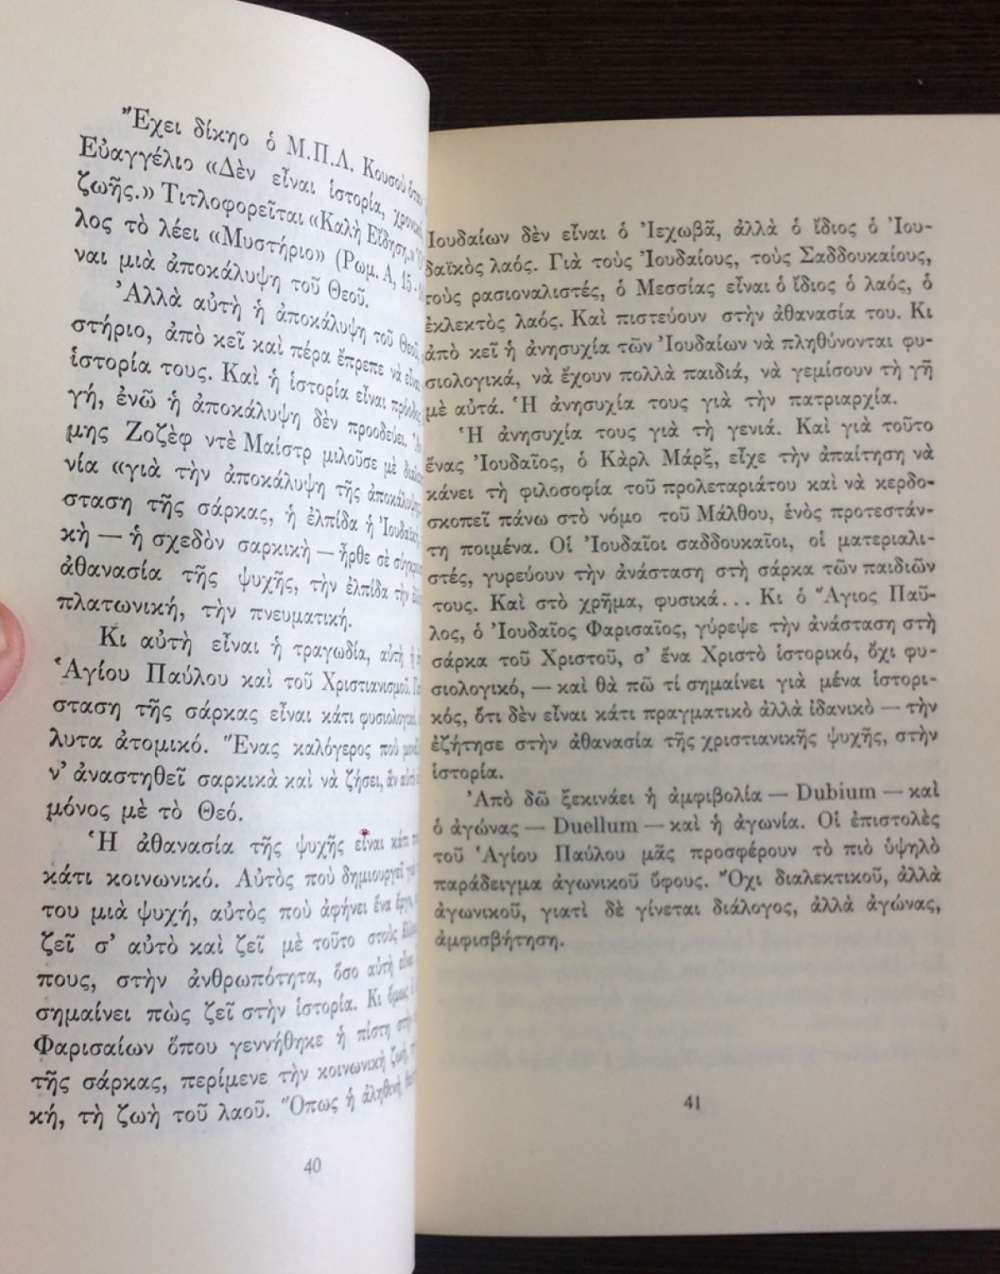 Ἔχει δίκηο ὁ Μ.Π.Λ. Κουσοὺ
Εὐαγγέλιο «Δὲν εἶναι ἱστορία,
ζωῆς.» Τιτλοφορεῖται «Καλὴ Εἴδηση.»
λος τὸ λέει «Μυστήριο» (Ρωμ. Α, 15 -
ναι μιὰ ἀποκάλυψη τοῦ Θεοῦ.
Ἀλλὰ αὐτὴ ἡ ἀποκάλυψη τοῦ Θεοῦ,
στήριο, ἀπὸ κεῖ καὶ πέρα ἔπρεπε νὰ εἶναι
ἱστορία τους. Καὶ ἡ ἱστορία εἶναι πρόοδος,
γή, ἐνῶ ἡ ἀποκάλυψη δὲν προοδεύει.
μης Ζοζὲφ ντὲ Μαίστρ μιλοῦσε μὲ
νία «γιὰ τὴν ἀποκάλυψη τῆς
σταση τῆς σάρκας, ἡ ἐλπίδα ἡ Ἰουδαϊκὴ,
κὴ — ἡ σχεδὸν σαρκικὴ — ἦρθε σὲ
ἀθανασία τῆς ψυχῆς, τὴν ἐλπίδα τὴν
πλατωνική, τὴν πνευματική.
Κι αὐτὴ εἶναι ἡ τραγωδία, αὐτὴ ἡ
Ἁγίου Παύλου καὶ τοῦ Χριστιανισμοῦ.
σταση τῆς σάρκας εἶναι κάτι φυσιολογικό,
λυτα ἀτομικό. Ἕνας καλόγερος ποὺ
ν' ἀναστηθεῖ σαρκικὰ καὶ νὰ ζήσει, ἂν
μόνος μὲ τὸ Θεό.
Ἡ ἀθανασία τῆς ψυχῆς εἶναι κάτι
κάτι κοινωνικό. Αὐτὸς ποὺ δημιουργεῖ γιὰ
του μιὰ ψυχή, αὐτὸς ποὺ ἀφήνει ἕνα ἔργο,
ζεῖ σ' αὐτὸ καὶ ζεῖ μὲ τοῦτο στοὺς
πους, στὴν ἀνθρωπότητα, ὅσο αὐτὴ
σημαίνει πὼς ζεῖ στὴν ἱστορία. Κι ὅμως
Φαρισαίων ὅπου γεννήθηκε ἡ πίστη στὴν
τῆς σάρκας, περίμενε τὴν κοινωνικὴ ζωή,
κή, τὴ ζωὴ τοῦ λαοῦ. Ὅπως ἡ ἀληθινὴ
40
Ἰουδαίων δὲν εἶναι ὁ Ἰεχωβᾶ, ἀλλὰ ὁ ἴδιος ὁ Ἰου-
δαϊκὸς λαός. Γιὰ τοὺς Ἰουδαίους, τοὺς Σαδδουκαίους,
τοὺς ρασιοναλιστές, ὁ Μεσσίας εἶναι ὁ ἴδιος ὁ λαός, ὁ
ἐκλεκτὸς λαός. Καὶ πιστεύουν στὴν ἀθανασία του. Κι
ἀπὸ κεῖ ἡ ἀνησυχία τῶν Ἰουδαίων νὰ πληθύνονται φυ-
σιολογικά, νὰ ἔχουν πολλὰ παιδιά, νὰ γεμίσουν τὴ γῆ
μὲ αὐτά. Ἡ ἀνησυχία τους γιὰ τὴν πατριαρχία.
Ἡ ἀνησυχία τους γιὰ τὴ γενιά. Καὶ γιὰ τοῦτο
ἕνας Ἰουδαῖος, ὁ Κὰρλ Μάρξ, εἶχε τὴν ἀπαίτηση νὰ
κάνει τὴ φιλοσοφία τοῦ προλεταριάτου καὶ νὰ κερδο-
σκοπεῖ πάνω στὸ νόμο τοῦ Μάλθου, ἑνὸς προτεστάν-
τη ποιμένα. Οἱ Ἰουδαῖοι σαδδουκαῖοι, οἱ ματεριαλι-
στές, γυρεύουν τὴν ἀνάσταση στὴ σάρκα τῶν παιδιῶν
τους. Καὶ στὸ χρῆμα, φυσικά... Κι ὁ Ἅγιος Παῦ-
λος, ὁ Ἰουδαῖος Φαρισαῖος, γύρεψε τὴν ἀνάσταση στὴ
σάρκα τοῦ Χριστοῦ, σ' ἕνα Χριστὸ ἱστορικό, ὄχι φυ-
σιολογικό, — καὶ θὰ πῶ τί σημαίνει γιὰ μένα ἱστορι-
κός, ὅτι δὲν εἶναι κάτι πραγματικὸ ἀλλὰ ἰδανικὸ — τὴν
ἐζήτησε στὴν ἀθανασία τῆς χριστιανικῆς ψυχῆς, στὴν
ἱστορία.
Ἀπὸ δῶ ξεκινάει ἡ ἀμφιβολία — Dubium — καὶ
ὁ ἀγώνας — Duellum — καὶ ἡ ἀγωνία. Οἱ ἐπιστολὲς
τοῦ Ἁγίου Παύλου μᾶς προσφέρουν τὸ πιὸ ὑψηλὸ
παράδειγμα ἀγωνικοῦ ὕφους. Ὄχι διαλεκτικοῦ, ἀλλὰ
ἀγωνικοῦ, γιατὶ δὲ γίνεται διάλογος, ἀλλὰ ἀγώνας,
ἀμφισβήτηση.
41